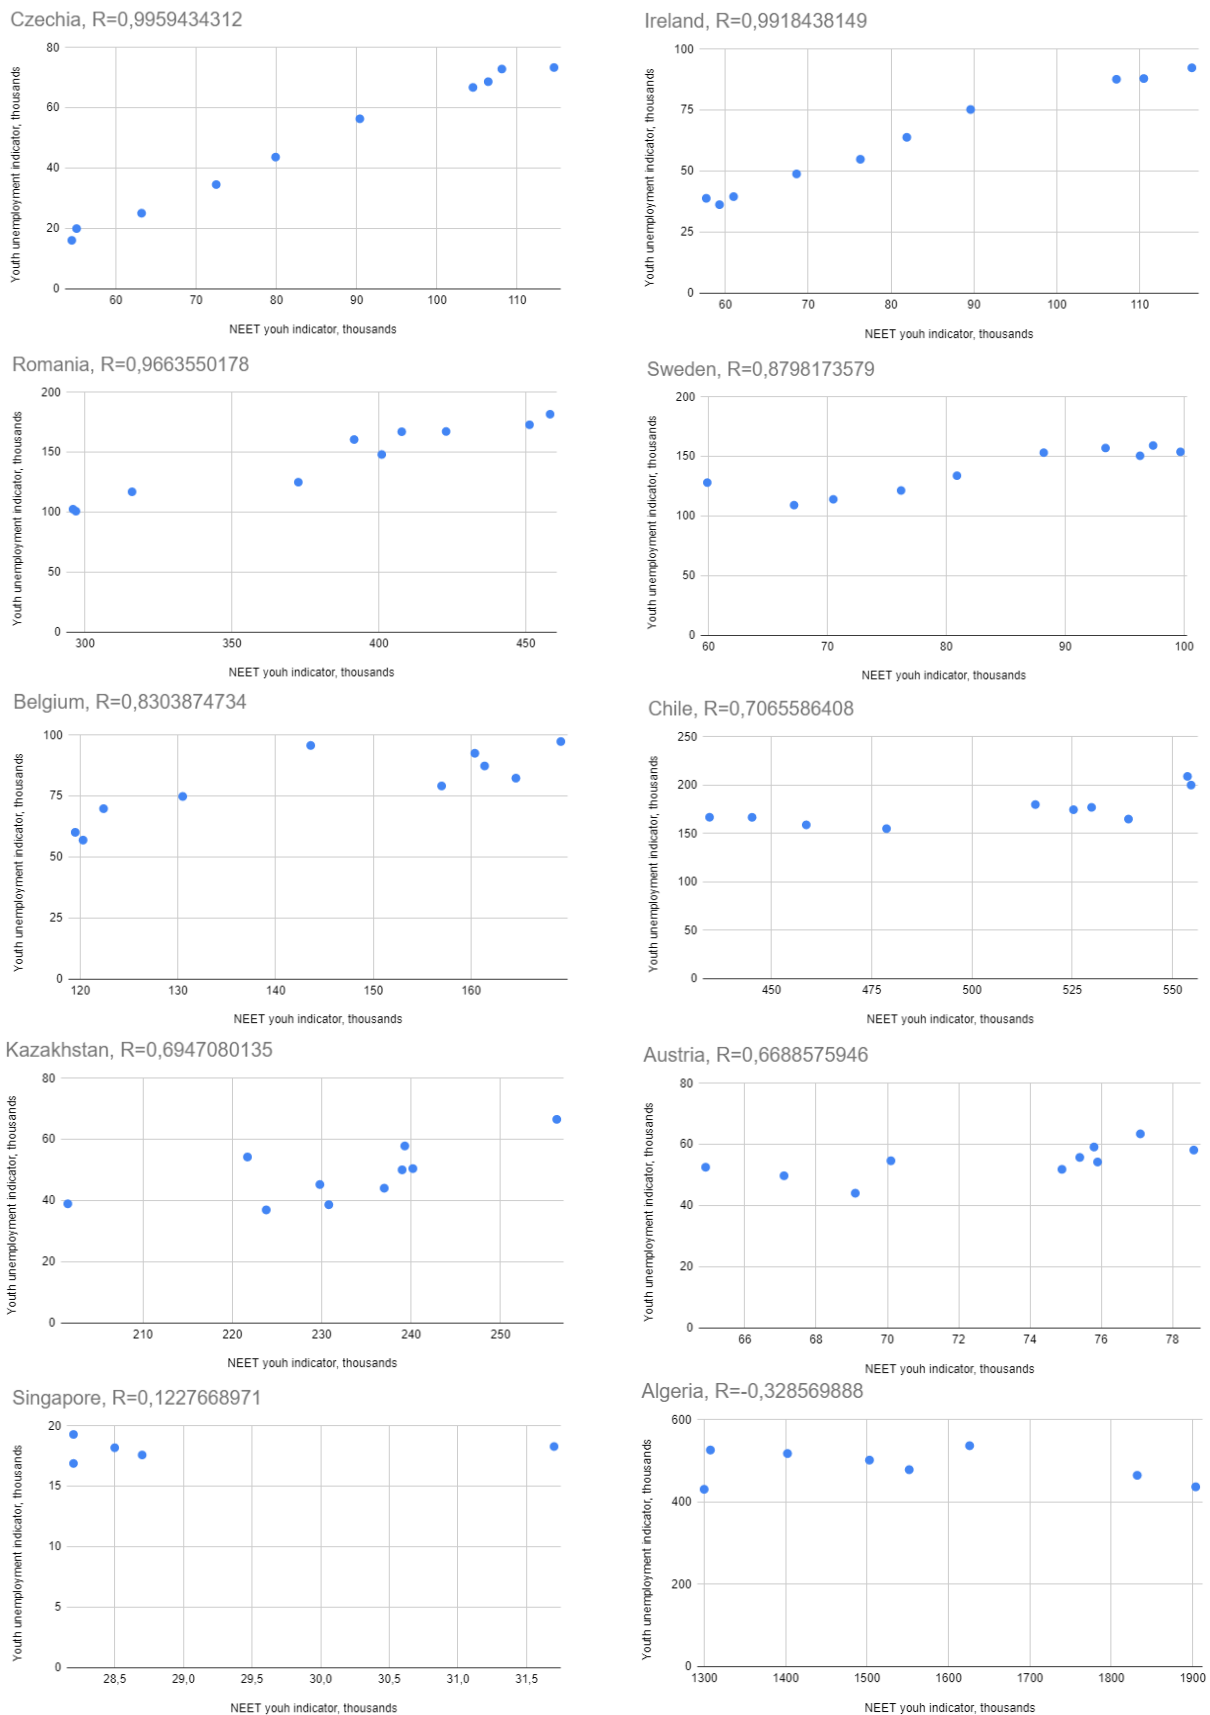 Czechia, R=0,9959434312
Youth unemployment indicator, thousands
80
60
40
20
0
60 70 80 90 100 110
NEET youh indicator, thousands
Ireland, R=0,9918438149
Youth unemployment indicator, thousands
100
75
50
25
0
60 70 80 90 100 110
NEET youh indicator, thousands
Romania, R=0,9663550178
Youth unemployment indicator, thousands
200
150
100
50
0
300 350 400 450
NEET youh indicator, thousands
Sweden, R=0,8798173579
Youth unemployment indicator, thousands
200
150
100
50
0
60 70 80 90 100
NEET youh indicator, thousands
Belgium, R=0,8303874734
Youth unemployment indicator, thousands
100
75
50
25
0
120 130 140 150 160
NEET youh indicator, thousands
Chile, R=0,7065586408
Youth unemployment indicator, thousands
250
200
150
100
50
0
450 475 500 525 550
NEET youh indicator, thousands
Kazakhstan, R=0,6947080135
Youth unemployment indicator, thousands
80
60
40
20
0
210 220 230 240 250
NEET youh indicator, thousands
Austria, R=0,6688575946
Youth unemployment indicator, thousands
80
60
40
20
0
66 68 70 72 74 76 78
NEET youh indicator, thousands
Singapore, R=0,1227668971
Youth unemployment indicator, thousands
20
15
10
5
0
28,5 29,0 29,5 30,0 30,5 31,0 31,5
NEET youh indicator, thousands
Algeria, R=-0,328569888
Youth unemployment indicator, thousands
600
400
200
0
1300 1400 1500 1600 1700 1800 1900
NEET youh indicator, thousands